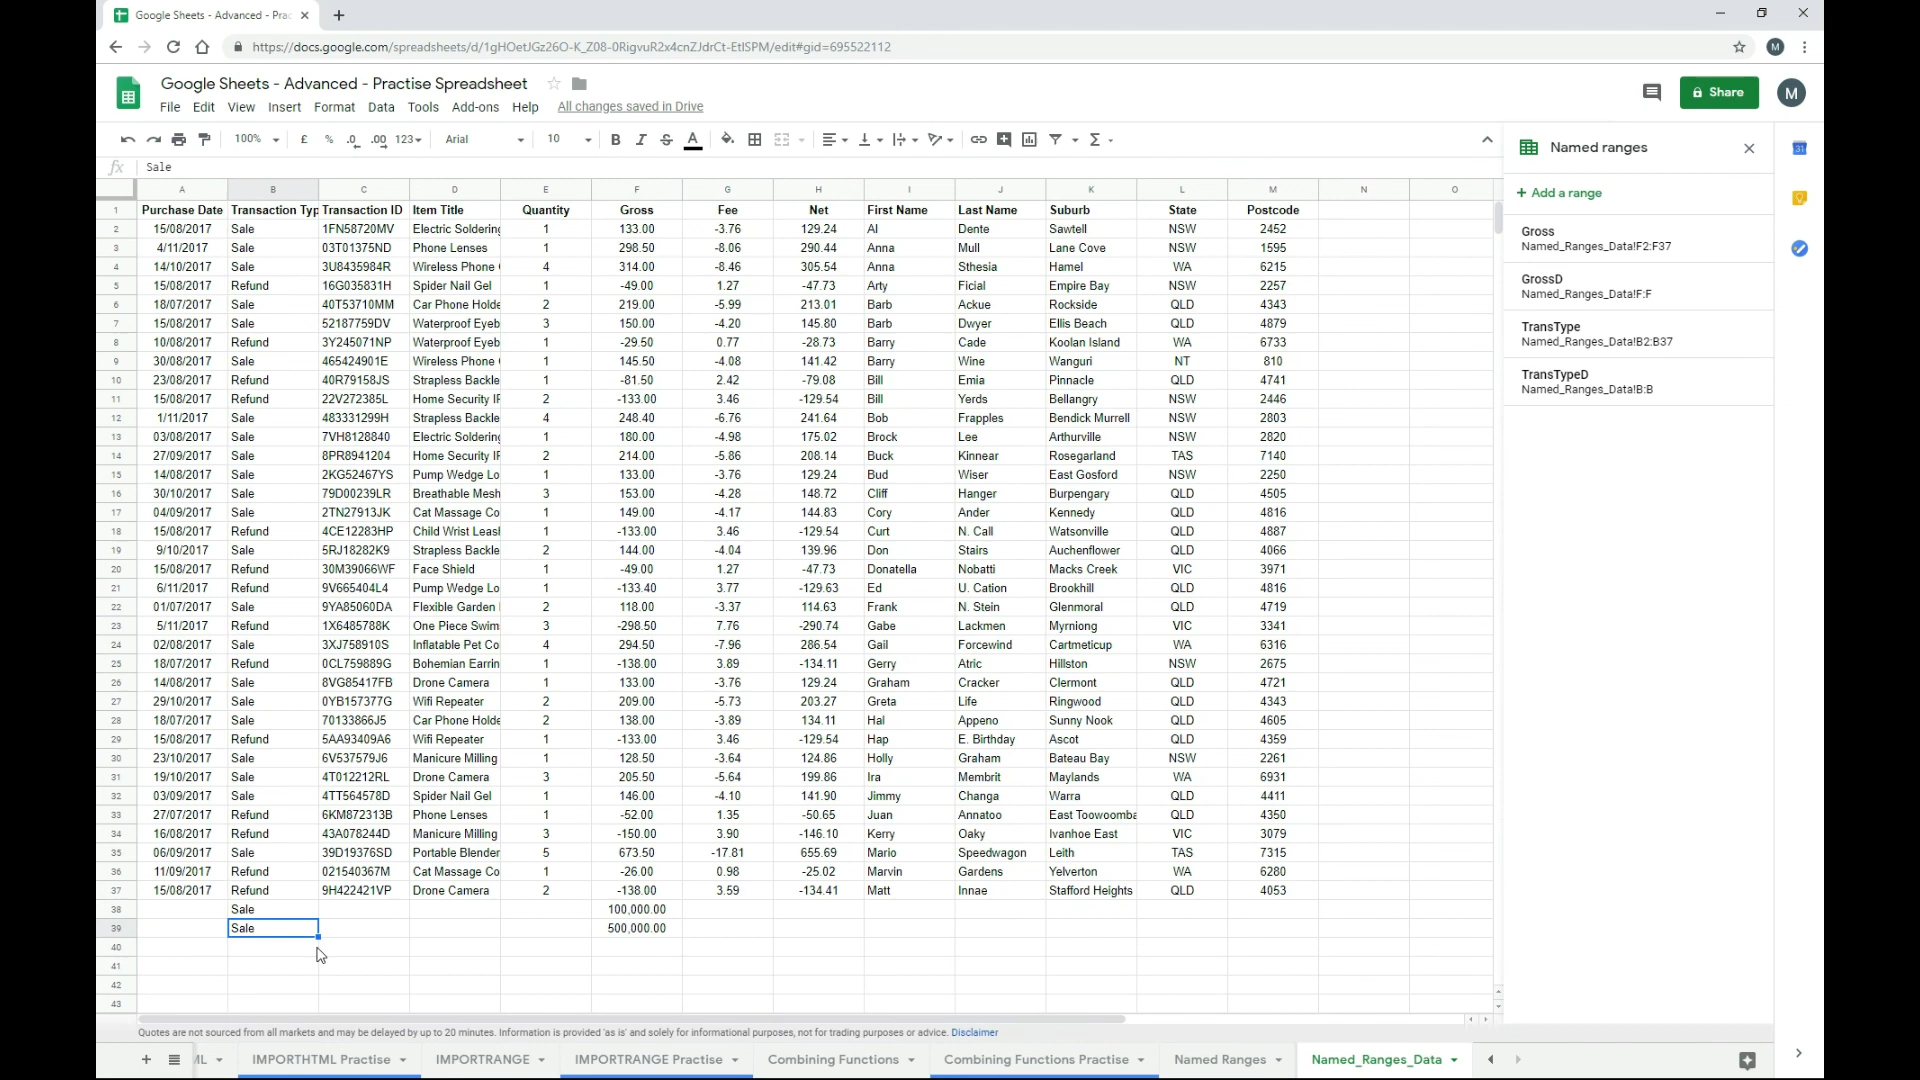 Google Sheets - Advanced - Prac
https://docs.google.com/spreadsheets/d/1gHOetJGz26O-K_Z08-0RigvuR2x4cnZJdrCt-EtISPM/edit#gid=695522112
M
Google Sheets - Advanced - Practise Spreadsheet
File Edit View Insert Format Data Tools Add-ons Help All changes saved in Drive
Share
M
100% £ % .0 .00 123 Arial 10 B I S A Σ
fx Sale
A B C D E F G H I J K L M N O
1 Purchase Date Transaction Typ Transaction ID Item Title Quantity Gross Fee Net First Name Last Name Suburb State Postcode
2 15/08/2017 Sale 1FN58720MV Electric Soldering 1 133.00 -3.76 129.24 Al Dente Sawtell NSW 2452
3 4/11/2017 Sale 03T01375ND Phone Lenses 1 298.50 -8.06 290.44 Anna Mull Lane Cove NSW 1595
4 14/10/2017 Sale 3U8435984R Wireless Phone 4 314.00 -8.46 305.54 Anna Sthesia Hamel WA 6215
5 15/08/2017 Refund 16G035831H Spider Nail Gel 1 -49.00 1.27 -47.73 Arty Ficial Empire Bay NSW 2257
6 18/07/2017 Sale 40T53710MM Car Phone Holde 2 219.00 -5.99 213.01 Barb Ackue Rockside QLD 4343
7 15/08/2017 Sale 52187759DV Waterproof Eyeb 3 150.00 -4.20 145.80 Barb Dwyer Ellis Beach QLD 4879
8 10/08/2017 Refund 3Y245071NP Waterproof Eyeb 1 -29.50 0.77 -28.73 Barry Cade Koolan Island WA 6733
9 30/08/2017 Sale 465424901E Wireless Phone 1 145.50 -4.08 141.42 Barry Wine Wanguri NT 810
10 23/08/2017 Refund 40R79158JS Strapless Backle 1 -81.50 2.42 -79.08 Bill Emia Pinnacle QLD 4741
11 15/08/2017 Refund 22V272385L Home Security IF 2 -133.00 3.46 -129.54 Bill Yerds Bellangry NSW 2446
12 1/11/2017 Sale 483331299H Strapless Backle 4 248.40 -6.76 241.64 Bob Frapples Bendick Murrell NSW 2803
13 03/08/2017 Sale 7VH8128840 Electric Soldering 1 180.00 -4.98 175.02 Brock Lee Arthurville NSW 2820
14 27/09/2017 Sale 8PR8941204 Home Security IF 2 214.00 -5.86 208.14 Buck Kinnear Rosegarland TAS 7140
15 14/08/2017 Sale 2KG52467YS Pump Wedge Lo 1 133.00 -3.76 129.24 Bud Wiser East Gosford NSW 2250
16 30/10/2017 Sale 79D00239LR Breathable Mesh 3 153.00 -4.28 148.72 Cliff Hanger Burpengary QLD 4505
17 04/09/2017 Sale 2TN27913JK Cat Massage Co 1 149.00 -4.17 144.83 Cory Ander Kennedy QLD 4816
18 15/08/2017 Refund 4CE12283HP Child Wrist Leash 1 -133.00 3.46 -129.54 Curt N. Call Watsonville QLD 4887
19 9/10/2017 Sale 5RJ18282K9 Strapless Backle 2 144.00 -4.04 139.96 Don Stairs Auchenflower QLD 4066
20 15/08/2017 Refund 30M39066WF Face Shield 1 -49.00 1.27 -47.73 Donatella Nobatti Macks Creek VIC 3971
21 6/11/2017 Refund 9V665404L4 Pump Wedge Lo 1 -133.40 3.77 -129.63 Ed U. Cation Brookhill QLD 4816
22 01/07/2017 Sale 9YA85060DA Flexible Garden 2 118.00 -3.37 114.63 Frank N. Stein Glenmoral QLD 4719
23 5/11/2017 Refund 1X6485788K One Piece Swim 3 -298.50 7.76 -290.74 Gabe Lackmen Myrniong VIC 3341
24 02/08/2017 Sale 3XJ758910S Inflatable Pet Co 4 294.50 -7.96 286.54 Gail Forcewind Cartmeticup WA 6316
25 18/07/2017 Refund 0CL759889G Bohemian Earrin 1 -138.00 3.89 -134.11 Gerry Atric Hillston NSW 2675
26 14/08/2017 Sale 8VG85417FB Drone Camera 1 133.00 -3.76 129.24 Graham Cracker Clermont QLD 4721
27 29/10/2017 Sale 0YB157377G Wifi Repeater 2 209.00 -5.73 203.27 Greta Life Ringwood QLD 4343
28 18/07/2017 Sale 70133866J5 Car Phone Holde 2 138.00 -3.89 134.11 Hal Appeno Sunny Nook QLD 4605
29 15/08/2017 Refund 5AA93409A6 Wifi Repeater 1 -133.00 3.46 -129.54 Hap E. Birthday Ascot QLD 4359
30 23/10/2017 Sale 6V537579J6 Manicure Milling 1 128.50 -3.64 124.86 Holly Graham Bateau Bay NSW 2261
31 19/10/2017 Sale 4T012212RL Drone Camera 3 205.50 -5.64 199.86 Ira Membrit Maylands WA 6931
32 03/09/2017 Sale 4TT564578D Spider Nail Gel 1 146.00 -4.10 141.90 Jimmy Changa Warra QLD 4411
33 27/07/2017 Refund 6KM872313B Phone Lenses 1 -52.00 1.35 -50.65 Juan Annatoo East Toowoomba QLD 4350
34 16/08/2017 Refund 43A078244D Manicure Milling 3 -150.00 3.90 -146.10 Kerry Oaky Ivanhoe East VIC 3079
35 06/09/2017 Sale 39D19376SD Portable Blender 5 673.50 -17.81 655.69 Mario Speedwagon Leith TAS 7315
36 11/09/2017 Refund 021540367M Cat Massage Co 1 -26.00 0.98 -25.02 Marvin Gardens Yelverton WA 6280
37 15/08/2017 Refund 9H422421VP Drone Camera 2 -138.00 3.59 -134.41 Matt Innae Stafford Heights QLD 4053
38 Sale 100,000.00
39 Sale 500,000.00
40
41
42
43
Named ranges
+ Add a range
Gross
Named_Ranges_Data!F2:F37
GrossD
Named_Ranges_Data!F:F
TransType
Named_Ranges_Data!B2:B37
TransTypeD
Named_Ranges_Data!B:B
31
Quotes are not sourced from all markets and may be delayed by up to 20 minutes. Information is provided 'as is' and solely for informational purposes, not for trading purposes or advice. Disclaimer
ML IMPORTHTML Practise IMPORTRANGE IMPORTRANGE Practise Combining Functions Combining Functions Practise Named Ranges Named_Ranges_Data